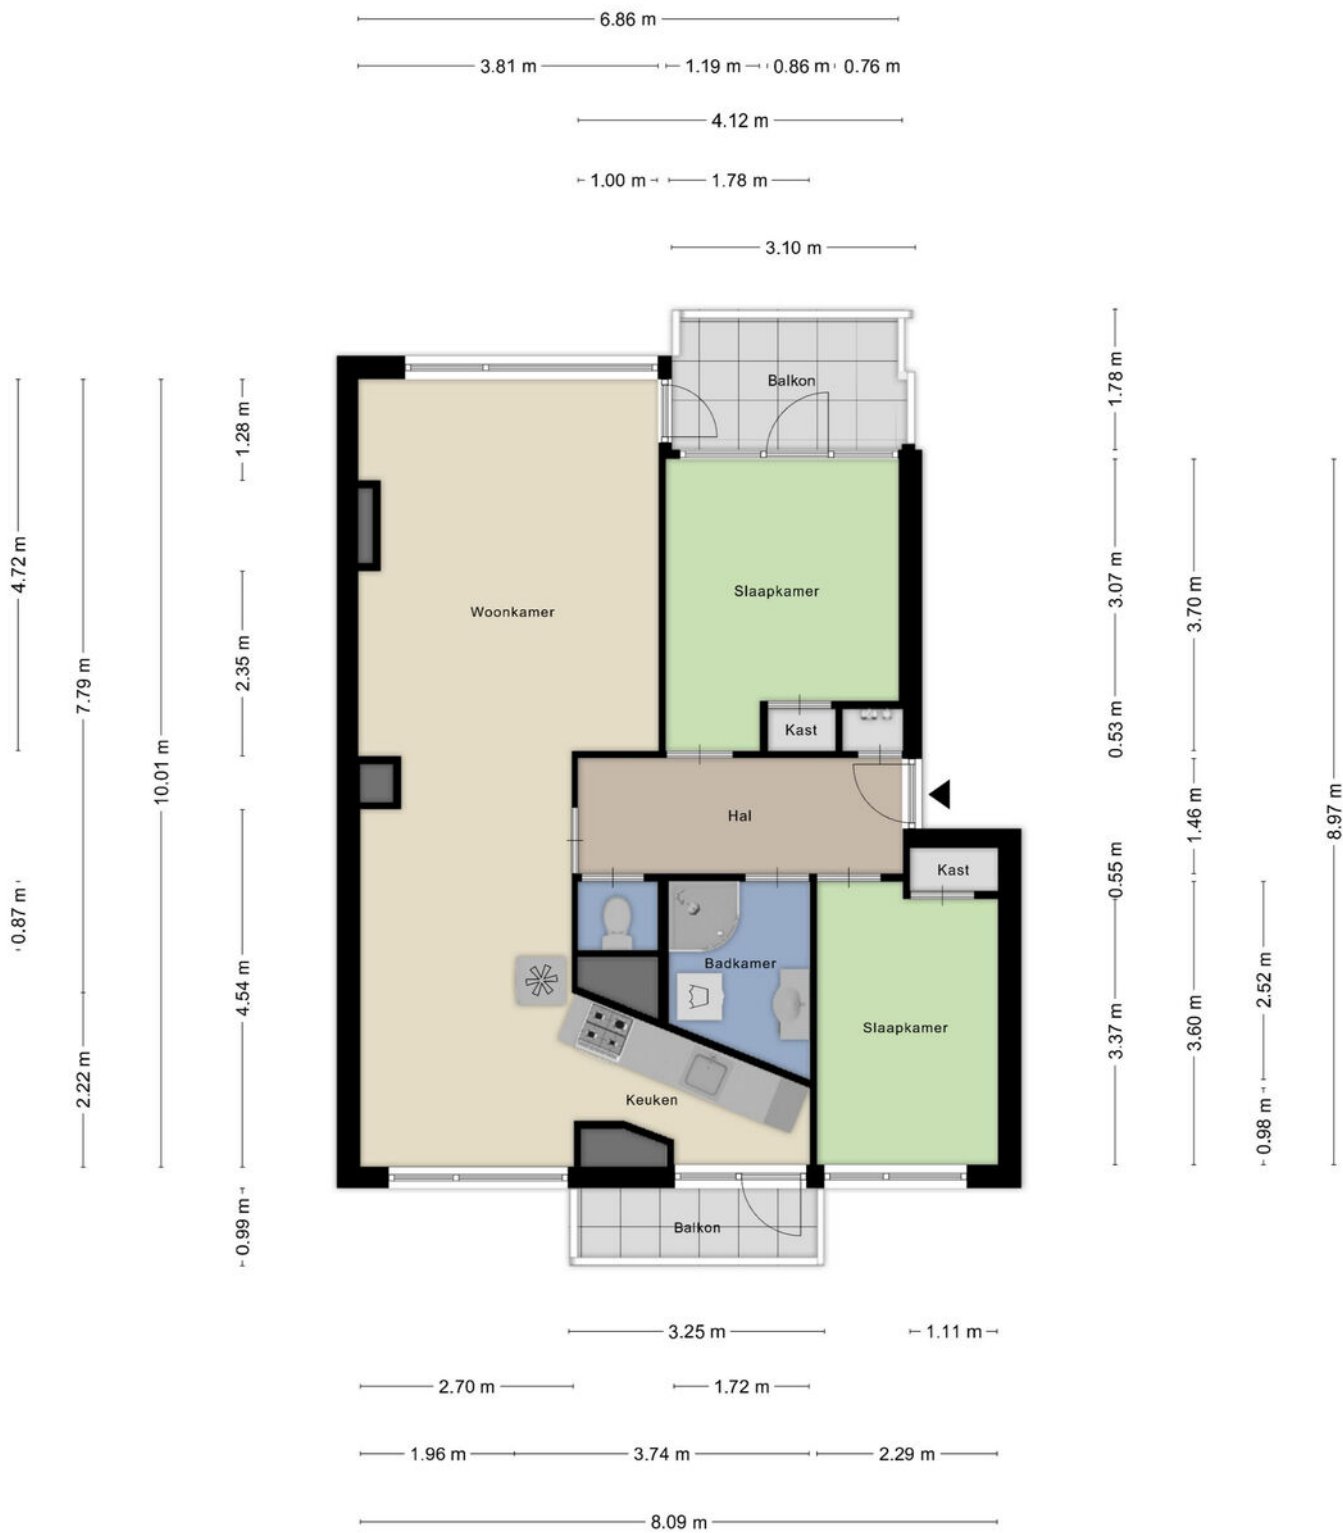 6.86 m
3.81 m
1.19 m
0.86 m
0.76 m
4.12 m
1.00 m
1.78 m
3.10 m
Balkon
1.78 m
1.28 m
4.72 m
7.79 m
10.01 m
2.35 m
Woonkamer
Slaapkamer
3.07 m
3.70 m
8.97 m
0.53 m
Kast
Hal
1.46 m
Kast
0.55 m
0.87 m
4.54 m
2.22 m
Badkamer
Slaapkamer
3.37 m
3.60 m
2.52 m
0.98 m
Keuken
0.99 m
Balkon
3.25 m
1.11 m
2.70 m
1.72 m
1.96 m
3.74 m
2.29 m
8.09 m